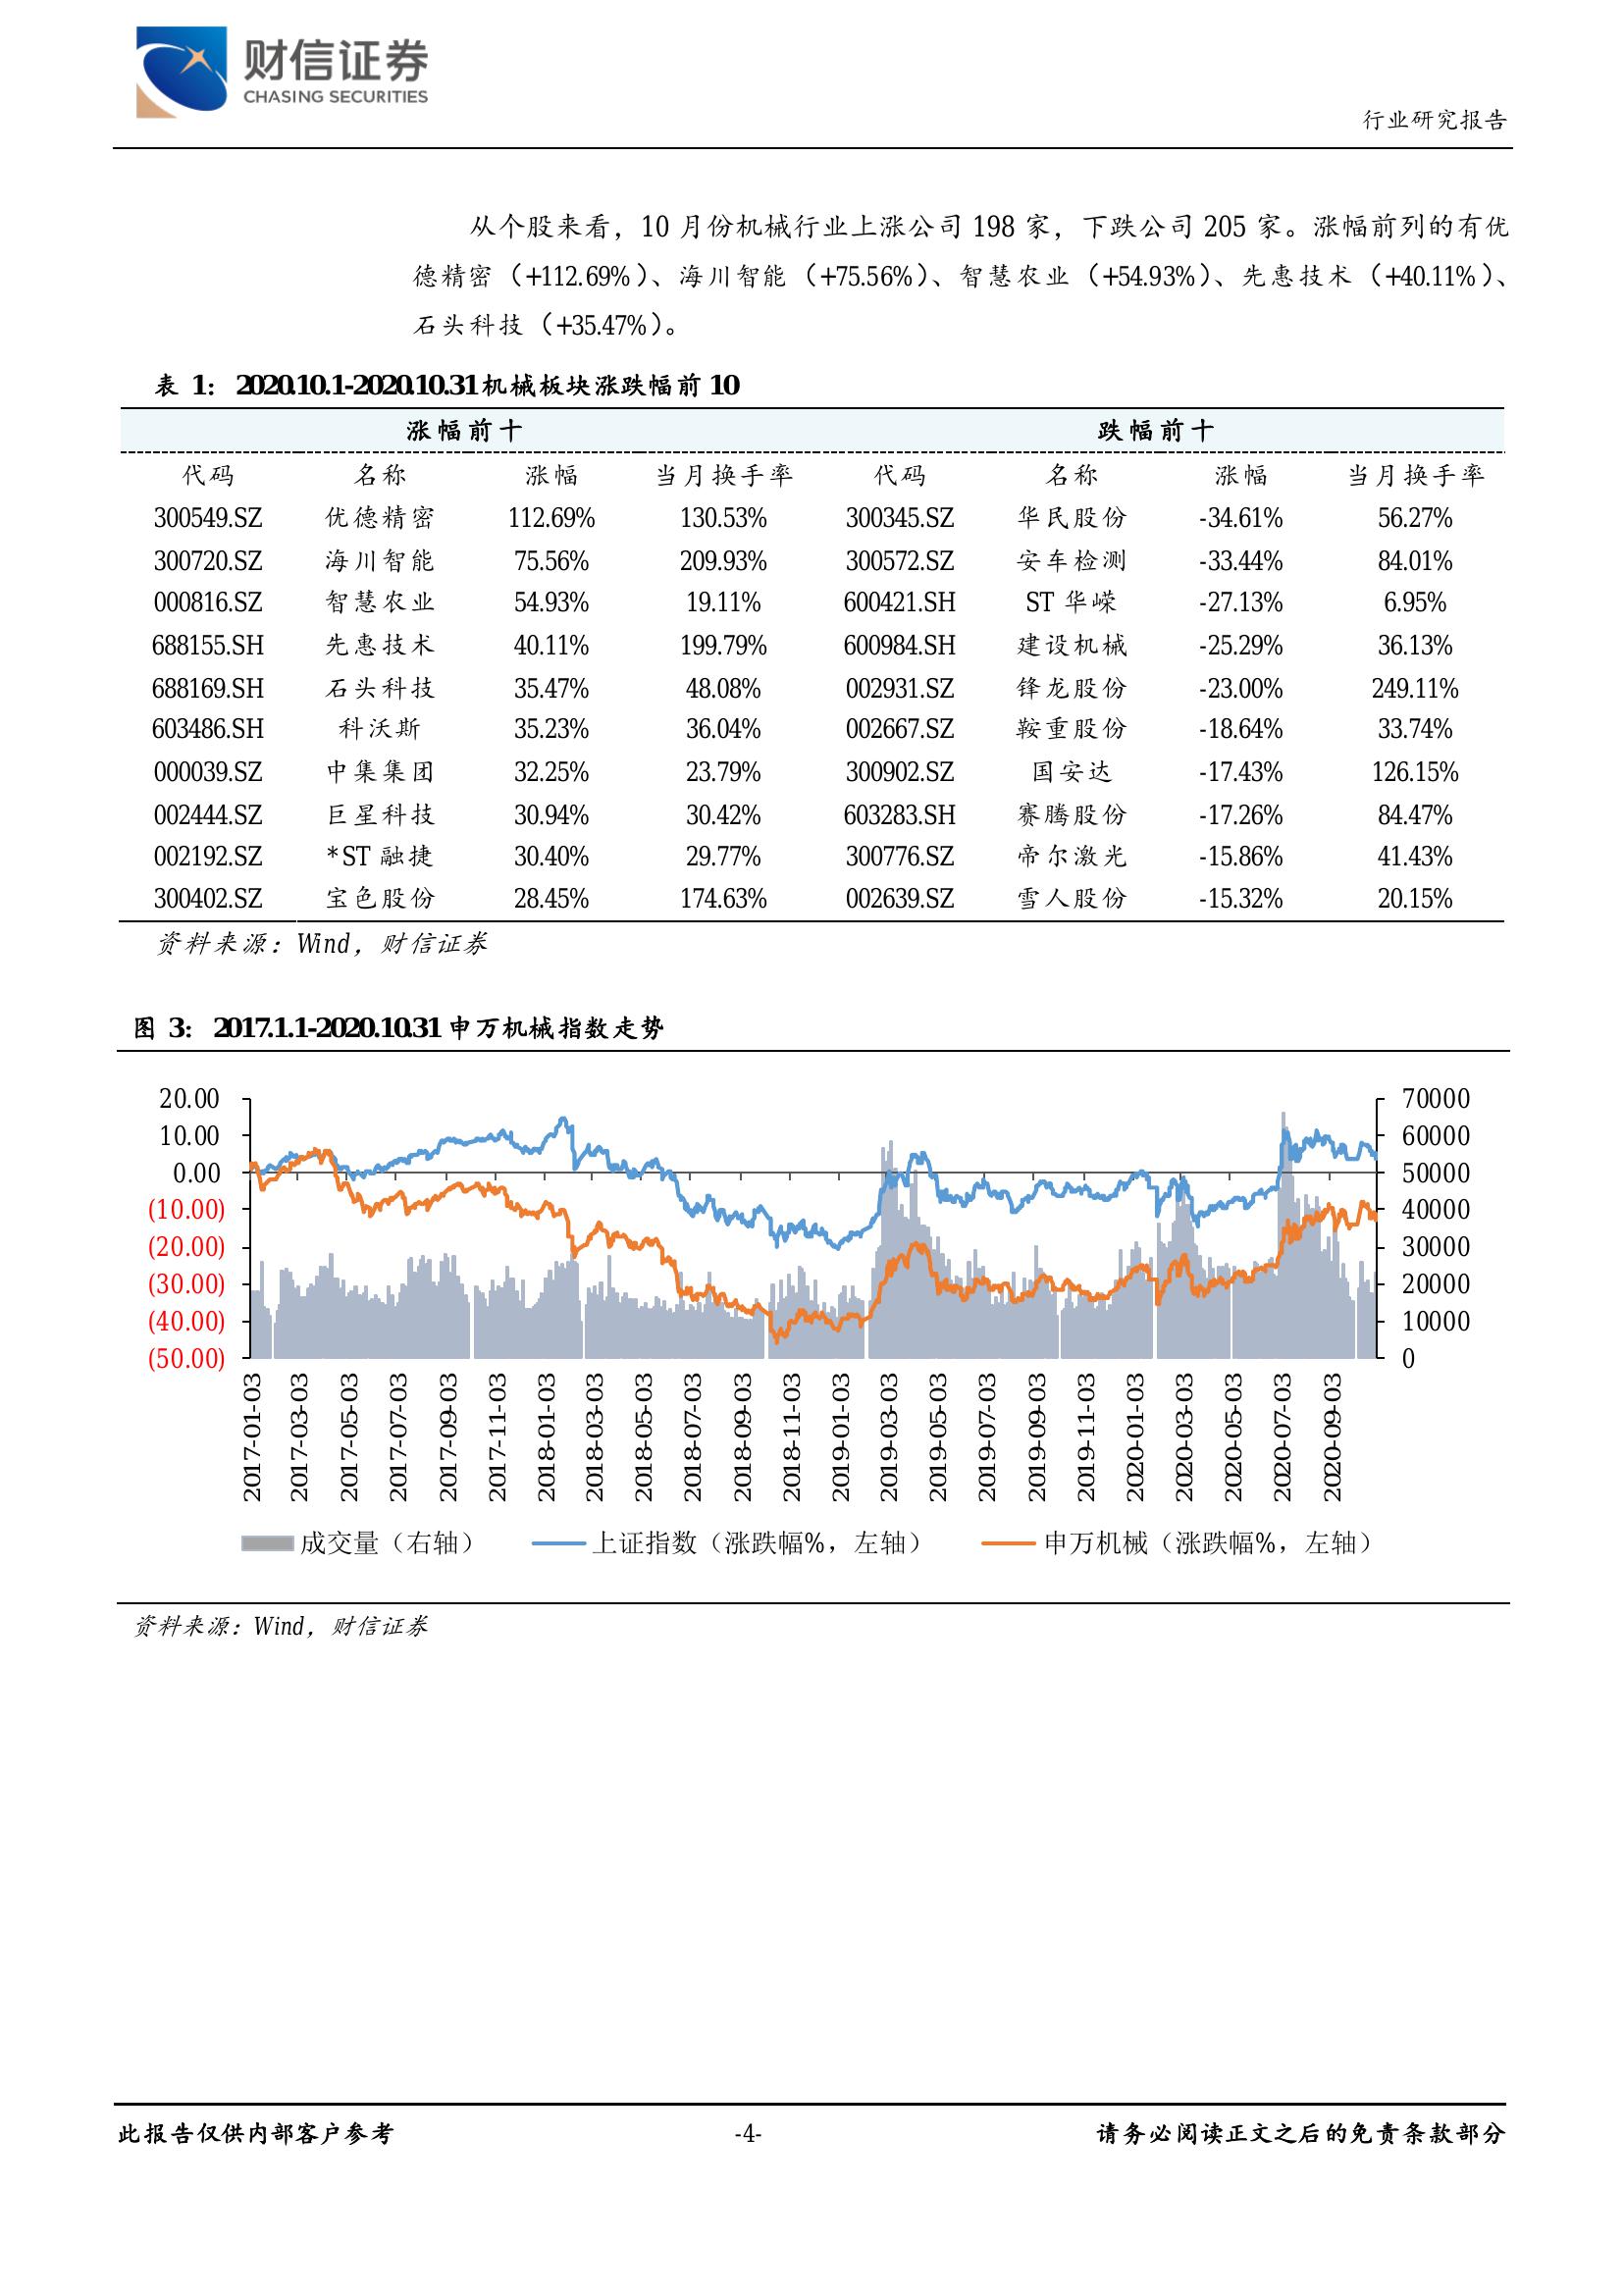 财信证券
CHASING SECURITIES
行业研究报告
从个股来看，10 月份机械行业上涨公司 198 家，下跌公司 205 家。涨幅前列的有优
德精密（+112.69%）、海川智能（+75.56%）、智慧农业（+54.93%）、先惠技术（+40.11%）、
石头科技（+35.47%）。
表 1： 2020.10.1-2020.10.31 机械板块涨跌幅前 10
涨幅前十 跌幅前十
代码 名称 涨幅 当月换手率 代码 名称 涨幅 当月换手率
300549.SZ 优德精密 112.69% 130.53% 300345.SZ 华民股份 -34.61% 56.27%
300720.SZ 海川智能 75.56% 209.93% 300572.SZ 安车检测 -33.44% 84.01%
000816.SZ 智慧农业 54.93% 19.11% 600421.SH ST 华嵘 -27.13% 6.95%
688155.SH 先惠技术 40.11% 199.79% 600984.SH 建设机械 -25.29% 36.13%
688169.SH 石头科技 35.47% 48.08% 002931.SZ 锋龙股份 -23.00% 249.11%
603486.SH 科沃斯 35.23% 36.04% 002667.SZ 鞍重股份 -18.64% 33.74%
000039.SZ 中集集团 32.25% 23.79% 300902.SZ 国安达 -17.43% 126.15%
002444.SZ 巨星科技 30.94% 30.42% 603283.SH 赛腾股份 -17.26% 84.47%
002192.SZ *ST 融捷 30.40% 29.77% 300776.SZ 帝尔激光 -15.86% 41.43%
300402.SZ 宝色股份 28.45% 174.63% 002639.SZ 雪人股份 -15.32% 20.15%
资料来源：Wind，财信证券
图 3： 2017.1.1-2020.10.31 申万机械指数走势
20.00 70000
10.00 60000
0.00 50000
(10.00) 40000
(20.00) 30000
(30.00) 20000
(40.00) 10000
(50.00) 0
2017-01-03
2017-03-03
2017-05-03
2017-07-03
2017-09-03
2017-11-03
2018-01-03
2018-03-03
2018-05-03
2018-07-03
2018-09-03
2018-11-03
2019-01-03
2019-03-03
2019-05-03
2019-07-03
2019-09-03
2019-11-03
2020-01-03
2020-03-03
2020-05-03
2020-07-03
2020-09-03
成交量（右轴） 上证指数（涨跌幅%，左轴） 申万机械（涨跌幅%，左轴）
资料来源：Wind，财信证券
此报告仅供内部客户参考 -4- 请务必阅读正文之后的免责条款部分